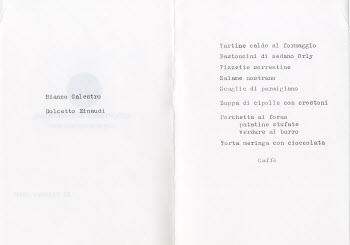 Bianco Galestro
Dolcetto Einaudi
Tartine calde al formaggio
Bastoncini di sedano Orly
Pizzette sorrentine
Salame nostrano
Scaglie di parmigiano
Zuppa di cipolle con crostoni
Porchetta al forno
patatine stufate
verdure al burro
Torta meringa con cioccolata
Caffè